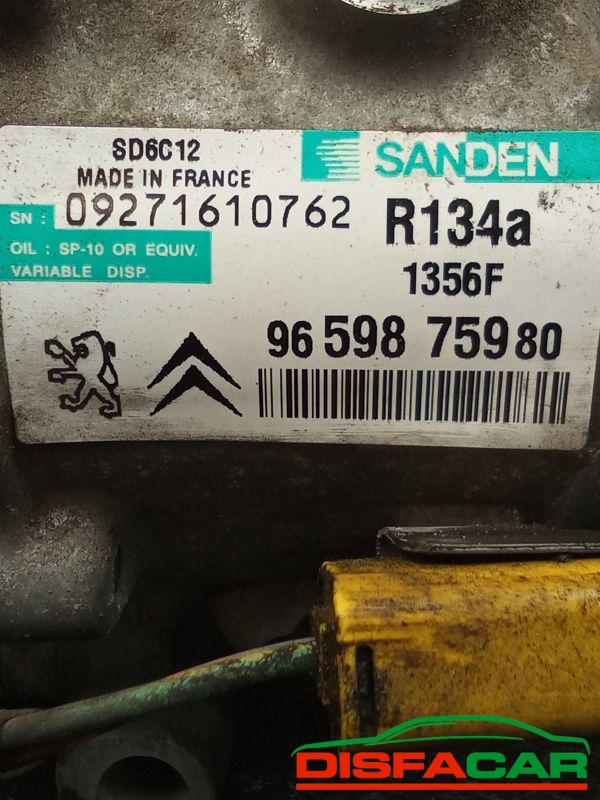 SD6C12
SANDEN
MADE IN FRANCE
SN : 09271610762
R134a
OIL : SP-10 OR EQUIV.
VARIABLE DISP.
1356F
96 598 759 80
DISFACAR